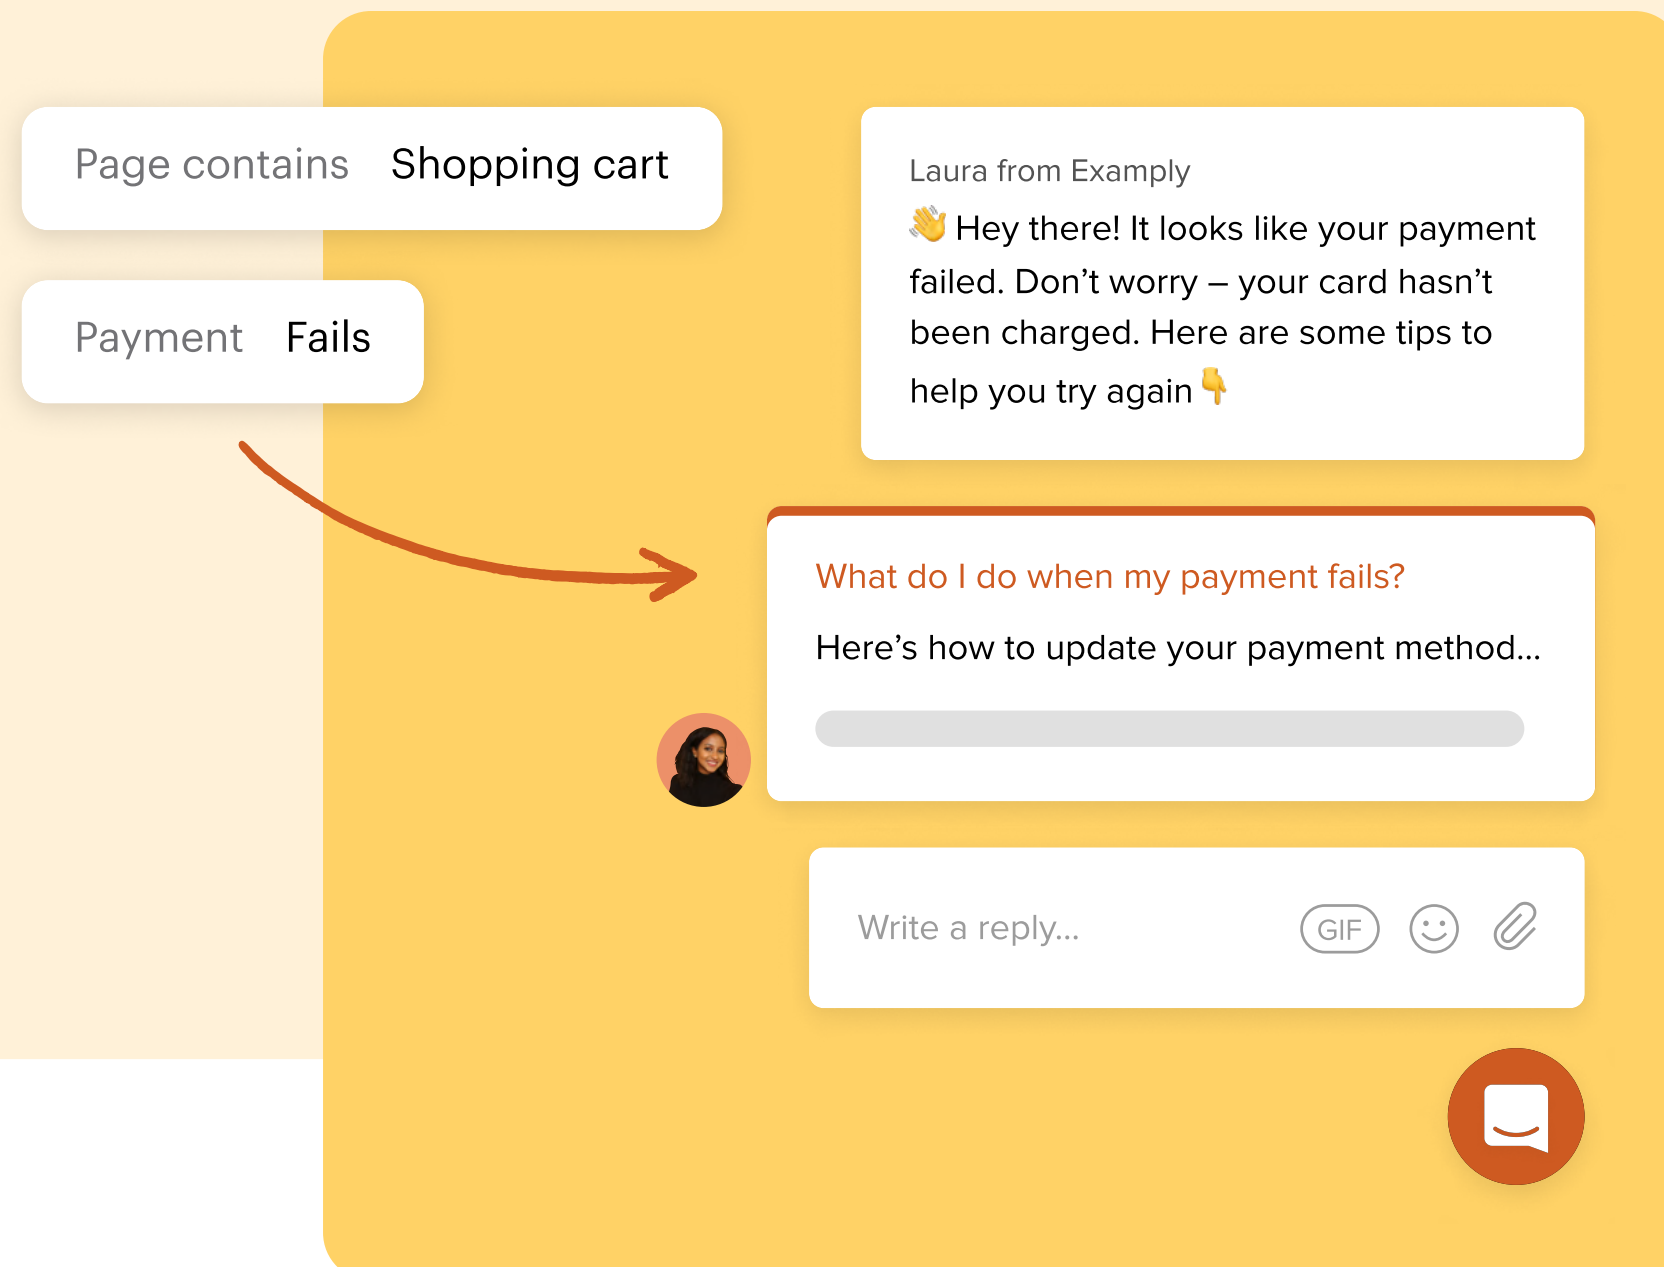 Page contains Shopping cart
Payment Fails
Laura from Examply
👋 Hey there! It looks like your payment
failed. Don’t worry – your card hasn’t
been charged. Here are some tips to
help you try again👇
What do I do when my payment fails?
Here’s how to update your payment method...
Write a reply...
GIF